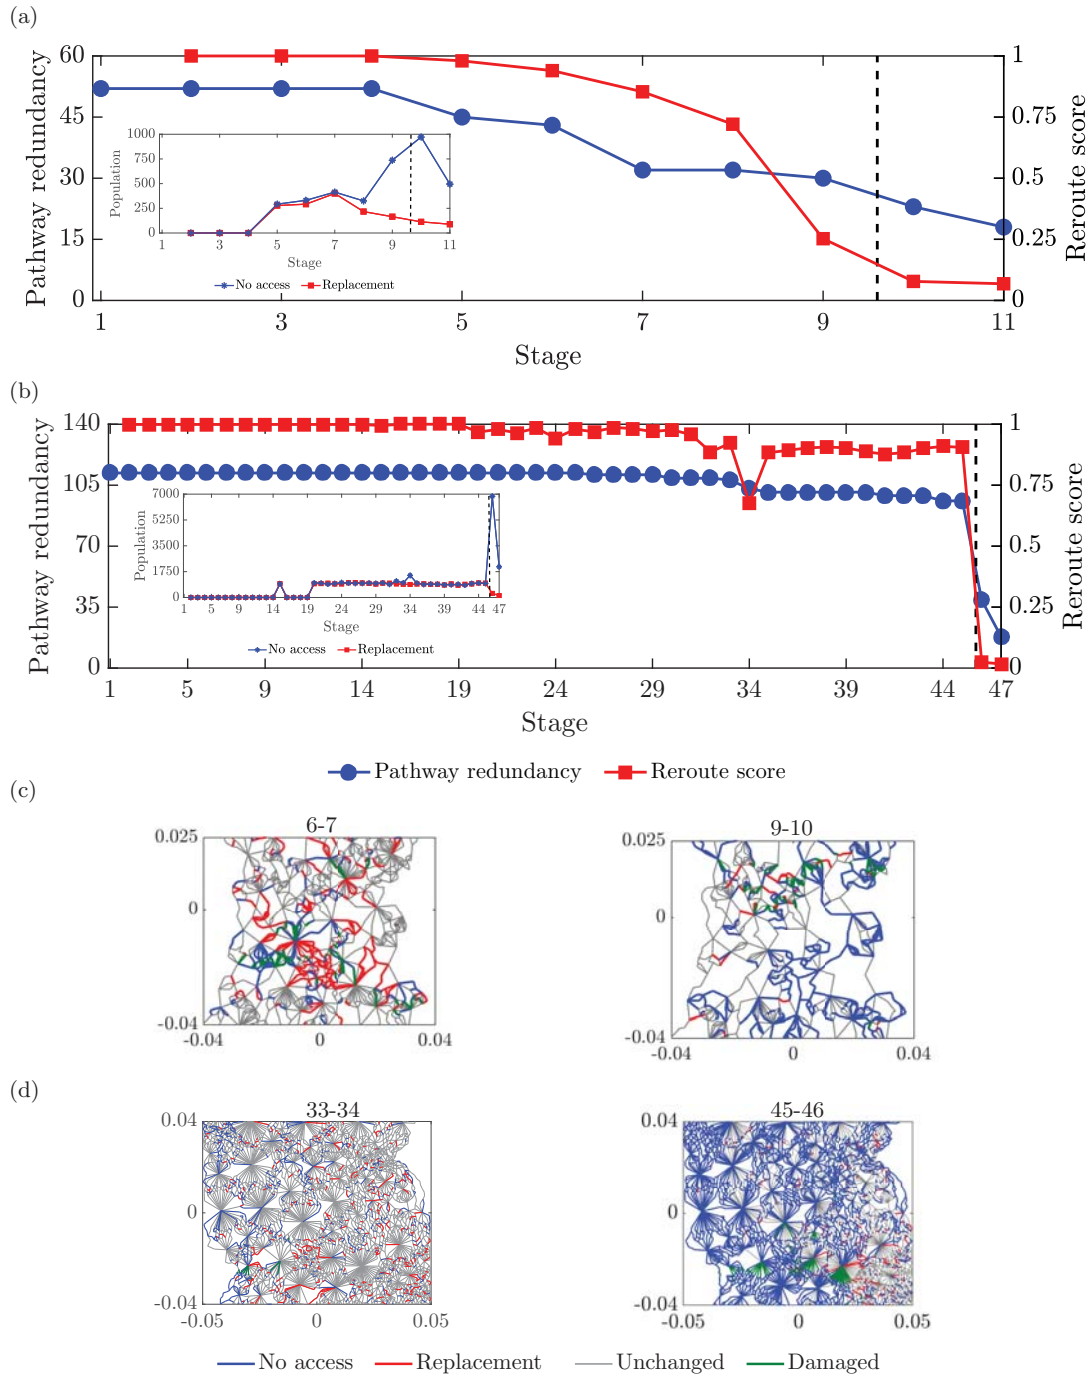 (a)
Pathway redundancy
60
45
30
15
0
1
0.75
0.5
0.25
0
Reroute score
1 3 5 7 9 11
Stage
Population
1000
750
500
250
0
1 3 5 7 9 11
Stage
No access Replacement
(b)
Pathway redundancy
140
105
70
35
0
1
0.75
0.5
0.25
0
Reroute score
1 5 9 14 19 24 29 34 39 44 47
Stage
Population
7000
5250
3500
1750
0
1 5 9 14 19 24 29 34 39 44 47
Stage
No access Replacement
Pathway redundancy Reroute score
(c)
6-7
0.025
0
-0.04
-0.04 0 0.04
9-10
0.025
0
-0.04
-0.04 0 0.04
(d)
33-34
0.04
0
-0.04
-0.05 0 0.05
45-46
0.04
0
-0.04
-0.05 0 0.05
No access Replacement Unchanged Damaged